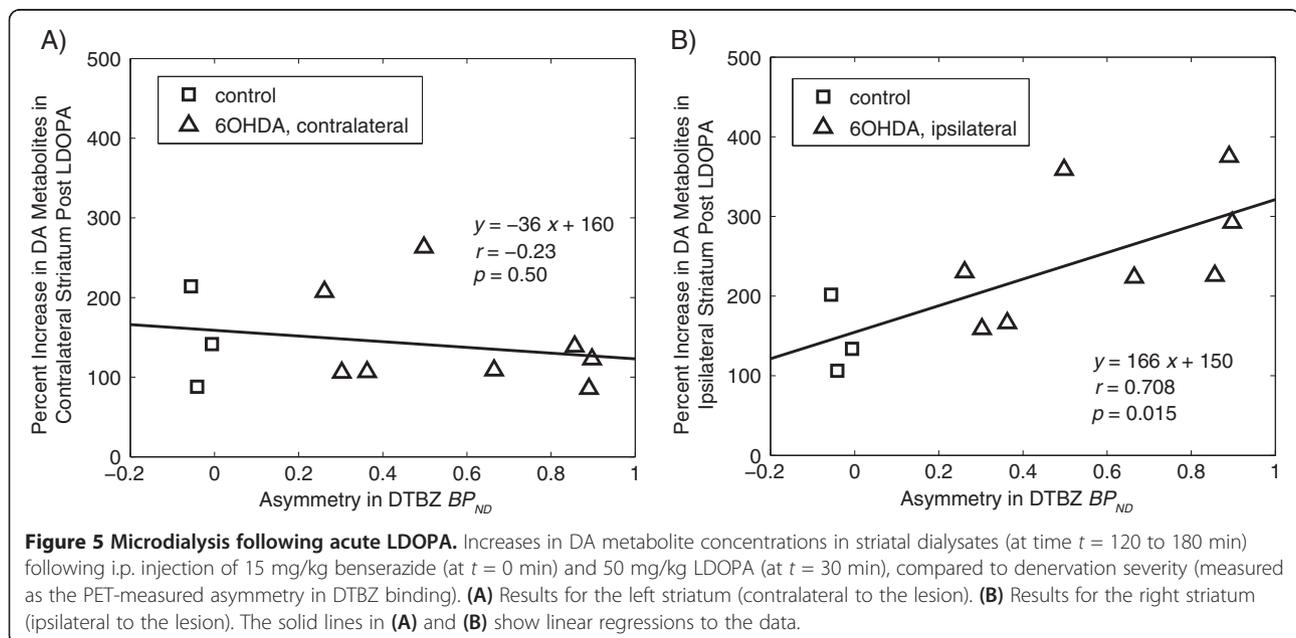 A)
500
400
300
200
100
0
−0.2
0
0.2
0.4
0.6
0.8
1
Percent Increase in DA Metabolites in
Contralateral Striatum Post LDOPA
control
6OHDA, contralateral
y = −36 x + 160
r = −0.23
p = 0.50
Asymmetry in DTBZ BP_ND
B)
500
400
300
200
100
0
−0.2
0
0.2
0.4
0.6
0.8
1
Percent Increase in DA Metabolites in
Ipsilateral Striatum Post LDOPA
control
6OHDA, ipsilateral
y = 166 x + 150
r = 0.708
p = 0.015
Asymmetry in DTBZ BP_ND
Figure 5 Microdialysis following acute LDOPA. Increases in DA metabolite concentrations in striatal dialysates (at time t = 120 to 180 min)
following i.p. injection of 15 mg/kg benserazide (at t = 0 min) and 50 mg/kg LDOPA (at t = 30 min), compared to denervation severity (measured
as the PET-measured asymmetry in DTBZ binding). (A) Results for the left striatum (contralateral to the lesion). (B) Results for the right striatum
(ipsilateral to the lesion). The solid lines in (A) and (B) show linear regressions to the data.